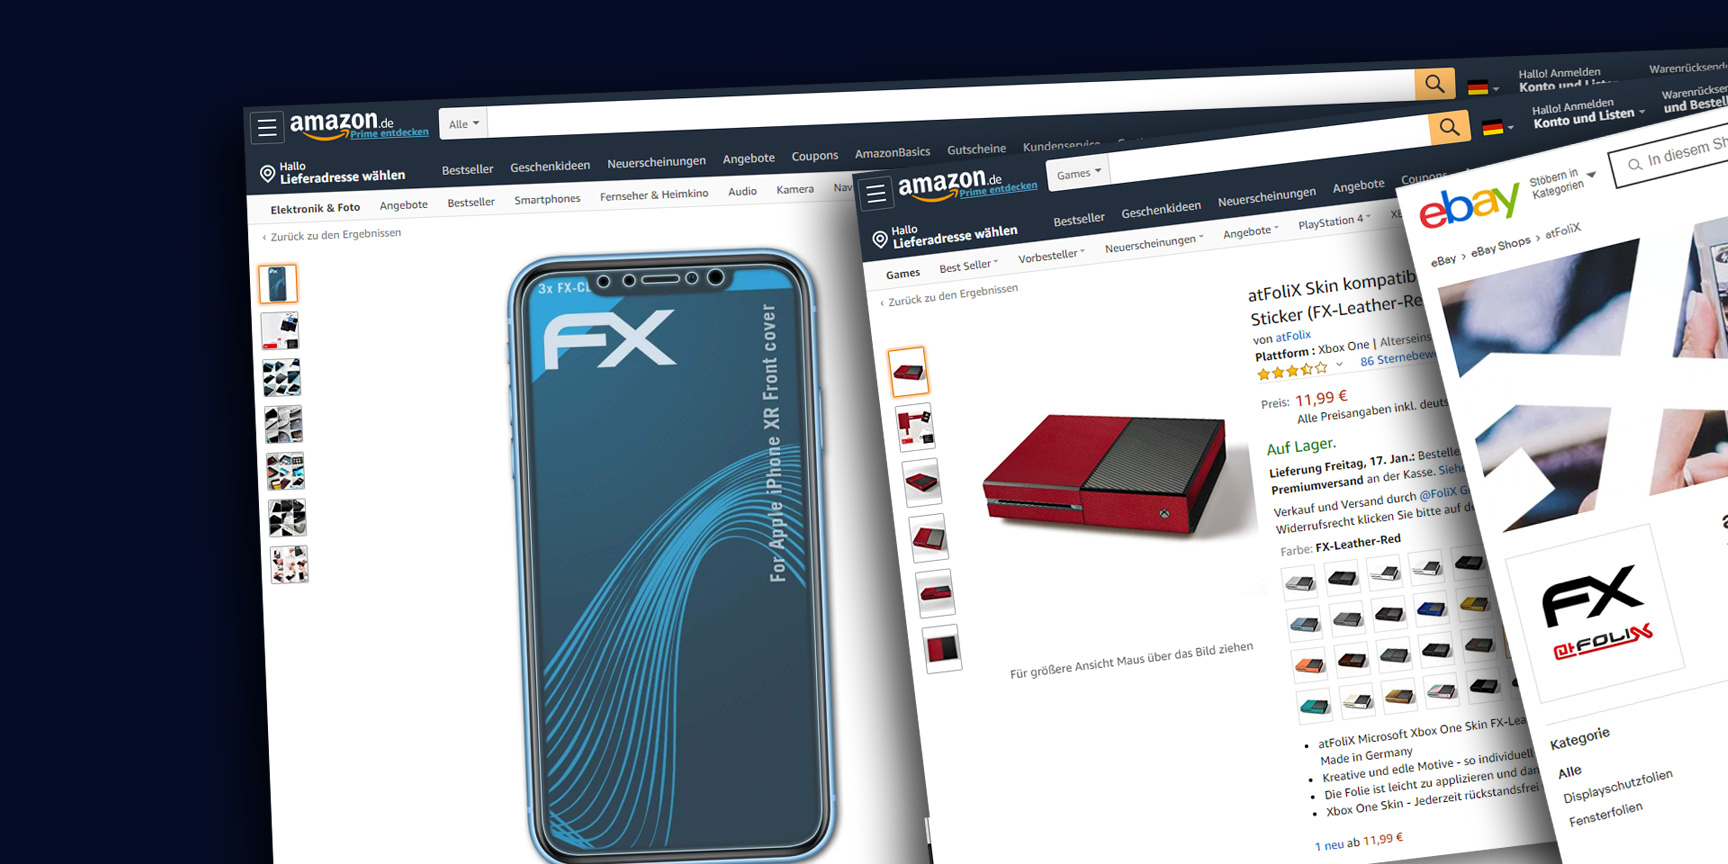 amazon.de
Prime entdecken
Alle
Hallo! Anmelden
Konto und Listen
Hallo
Lieferadresse wählen
Bestseller Geschenkideen Neuerscheinungen Angebote Coupons AmazonBasics Gutscheine Kundenservice
Elektronik & Foto Angebote Bestseller Smartphones Fernseher & Heimkino Audio Kamera Nav
‹ Zurück zu den Ergebnissen
3x FX-CL
FX
For Apple iPhone XR Front cover
amazon.de
Prime entdecken
Games
Hallo! Anmelden
Konto und Listen
und Bestell
Hallo
Lieferadresse wählen
Bestseller Geschenkideen Neuerscheinungen Angebote Coupons
Games Best Seller Vorbesteller Neuerscheinungen Angebote PlayStation 4
‹ Zurück zu den Ergebnissen
atFoliX Skin kompatib
Sticker (FX-Leather-Re
von atFolix
Plattform : Xbox One | Alterseins
86 Sternebew
Preis: 11,99 €
Alle Preisangaben inkl. deuts
Auf Lager.
Lieferung Freitag, 17. Jan.: Bestelle
Premiumversand an der Kasse. Siehe
Verkauf und Versand durch @FoliX G
Widerrufsrecht klicken Sie bitte auf de
Farbe: FX-Leather-Red
Für größere Ansicht Maus über das Bild ziehen
• atFoliX Microsoft Xbox One Skin FX-Lea
Made in Germany
• Kreative und edle Motive - so individuell
• Die Folie ist leicht zu applizieren und dan
• Xbox One Skin - Jederzeit rückstandsfrei
1 neu ab 11,99 €
ebay
Stöbern in
Kategorien
In diesem Sh
eBay › eBay Shops › atFoliX
FX
@tFOLIX
Kategorie
Alle
Displayschutzfolien
Fensterfolien